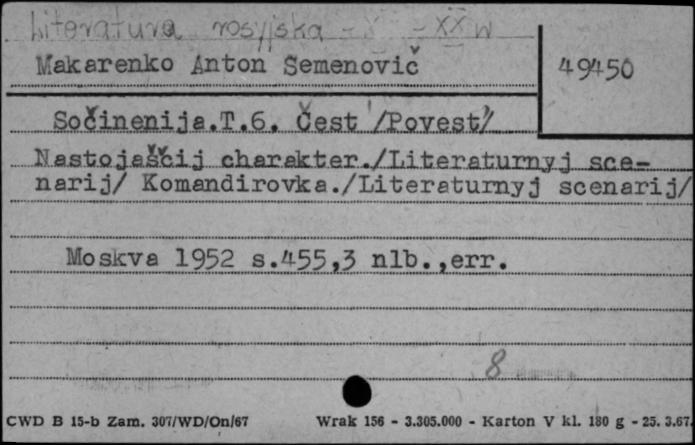 Literatura rosyjska - XX w
Makarenko Anton Semenovič
49450
Sočinenija.T.6. Čest'/Povest'/
Nastojaščij charakter./Literaturnyj sce-
narij/ Komandirovka./Literaturnyj scenarij/
Moskva 1952 s.455,3 nlb.,err.
8
CWD B 15-b Zam. 307/WD/On/67 Wrak 156 - 3.305.000 - Karton V kl. 180 g - 25. 3.67